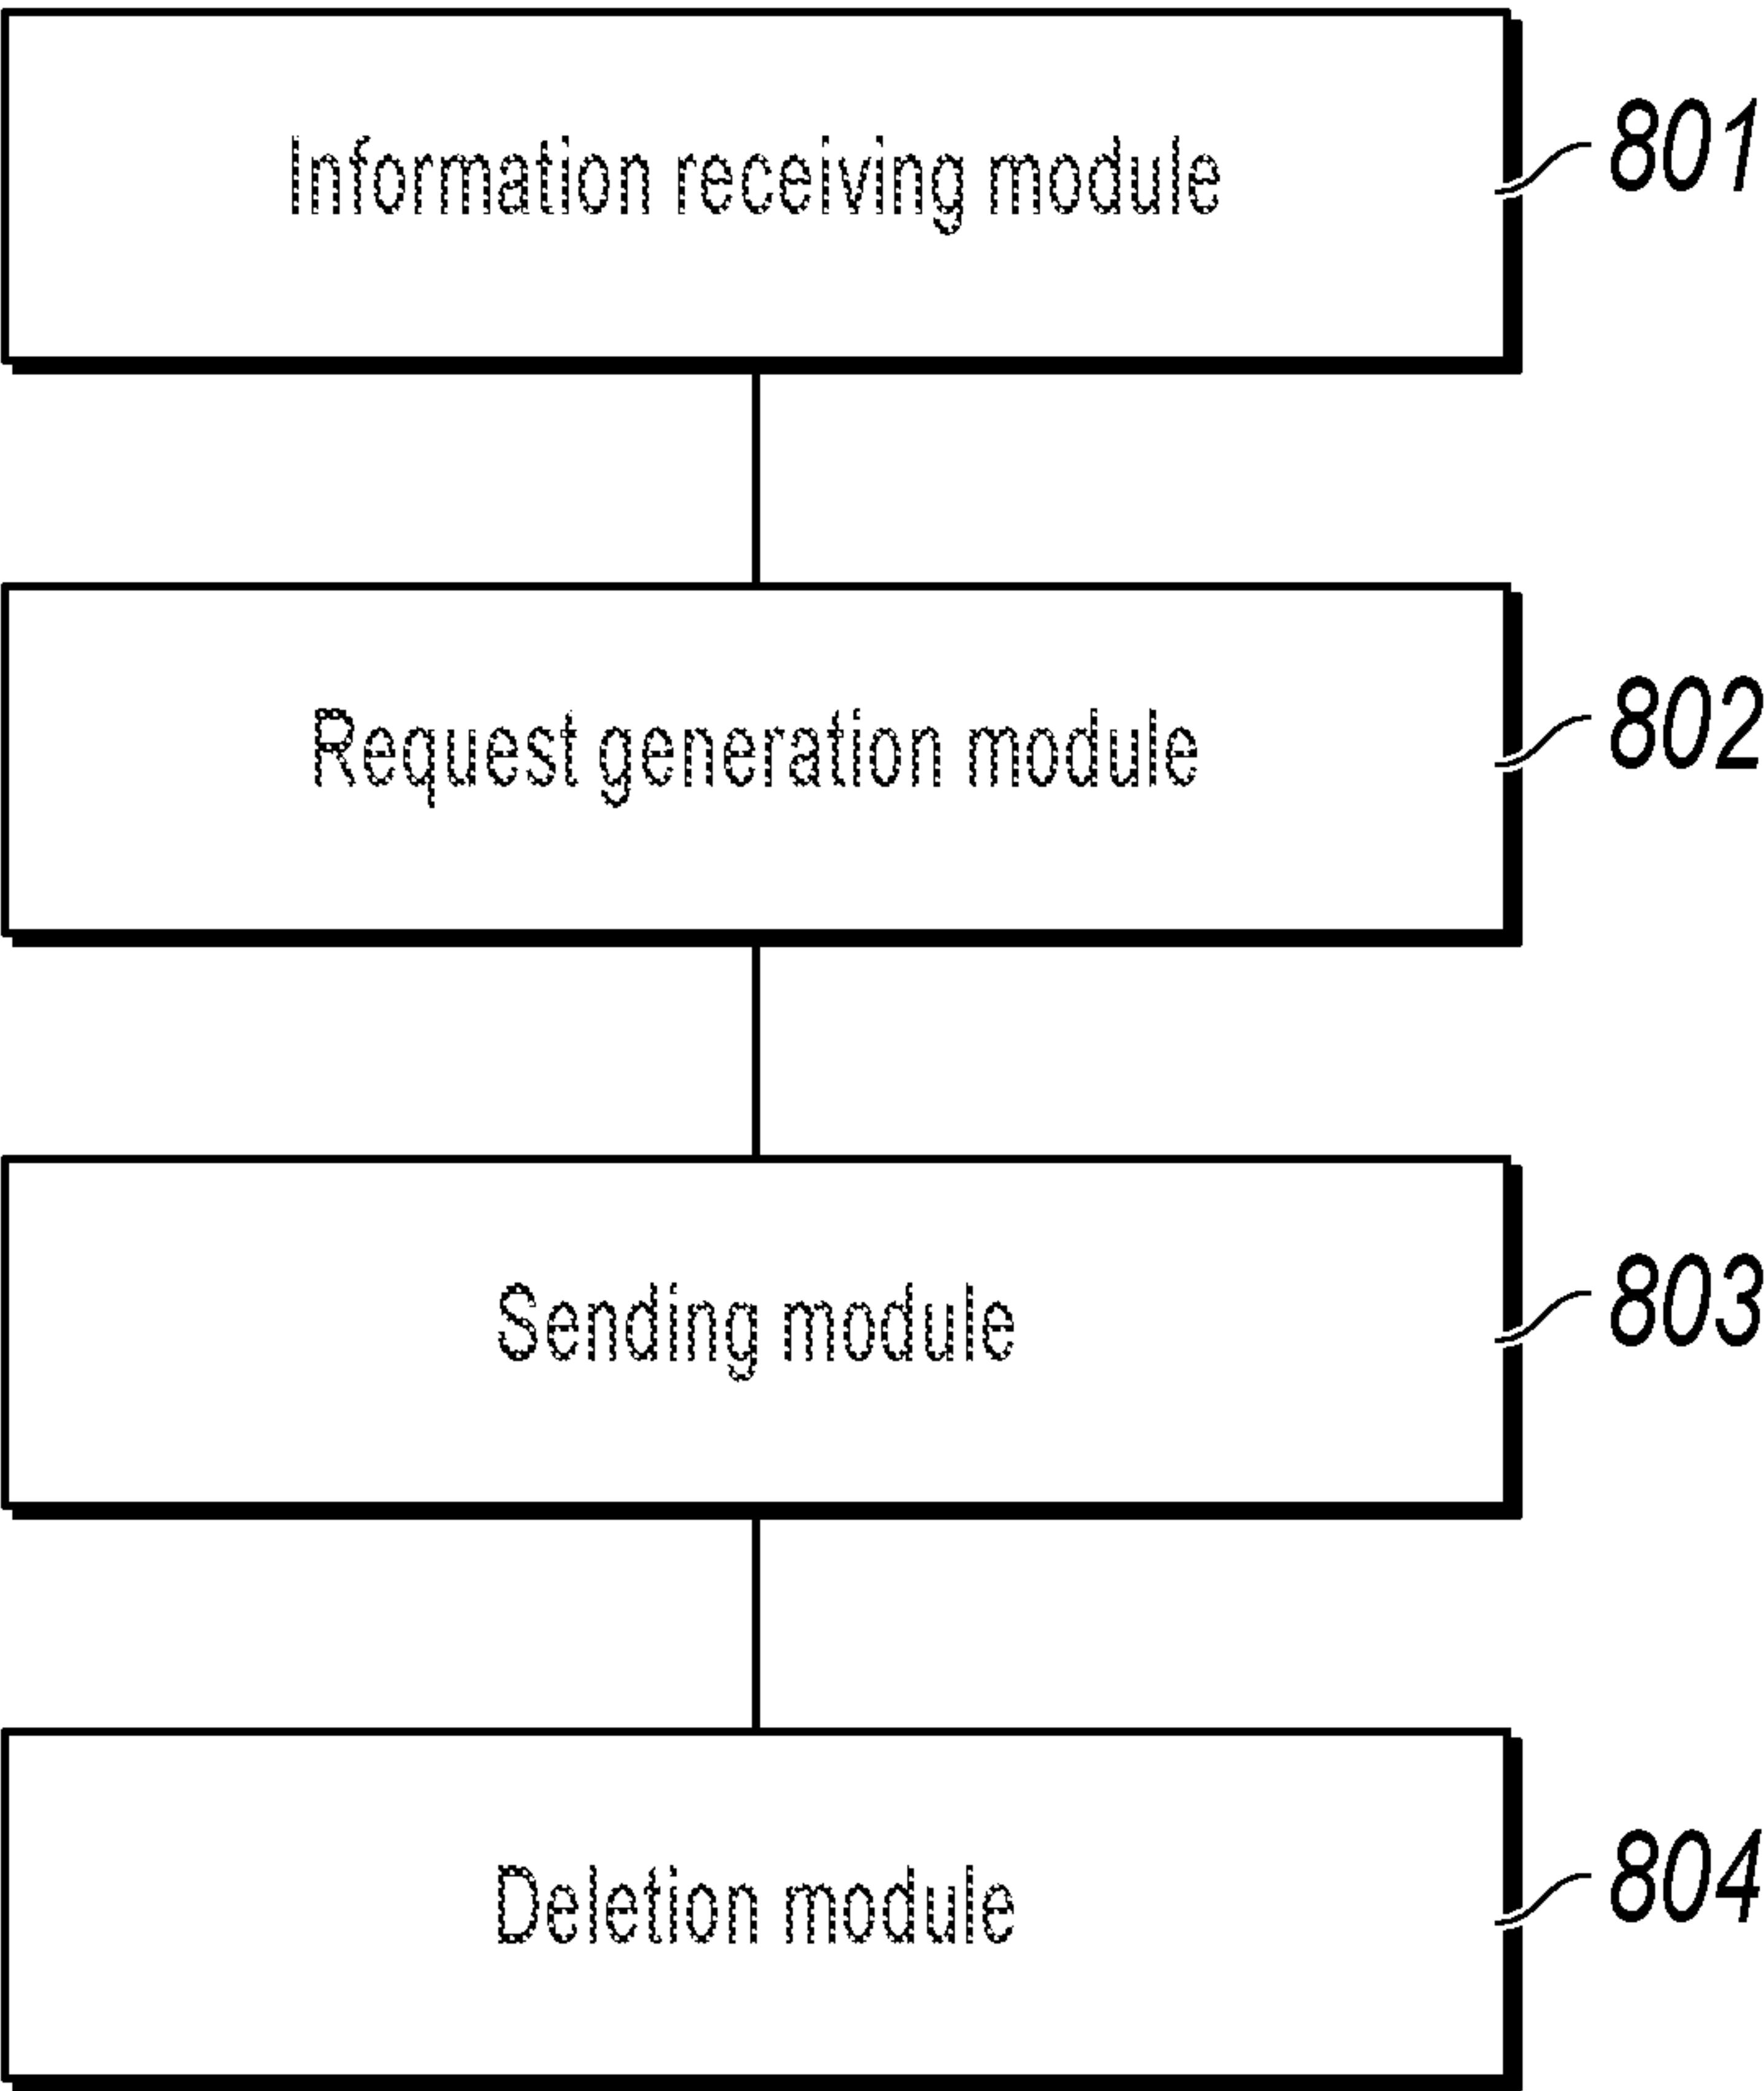 Information receiving module
801
Request generation module
802
Sending module
803
Deletion module
804